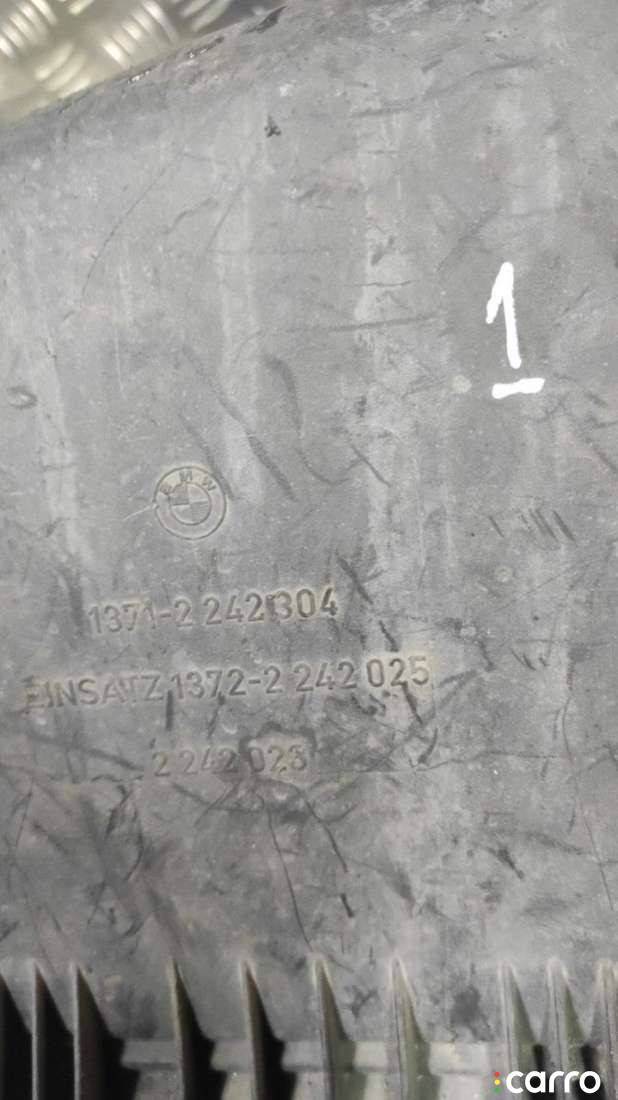 1
BMW
1371-2 242 304
EINSATZ 1372-2 242 025
2 242 023
carro